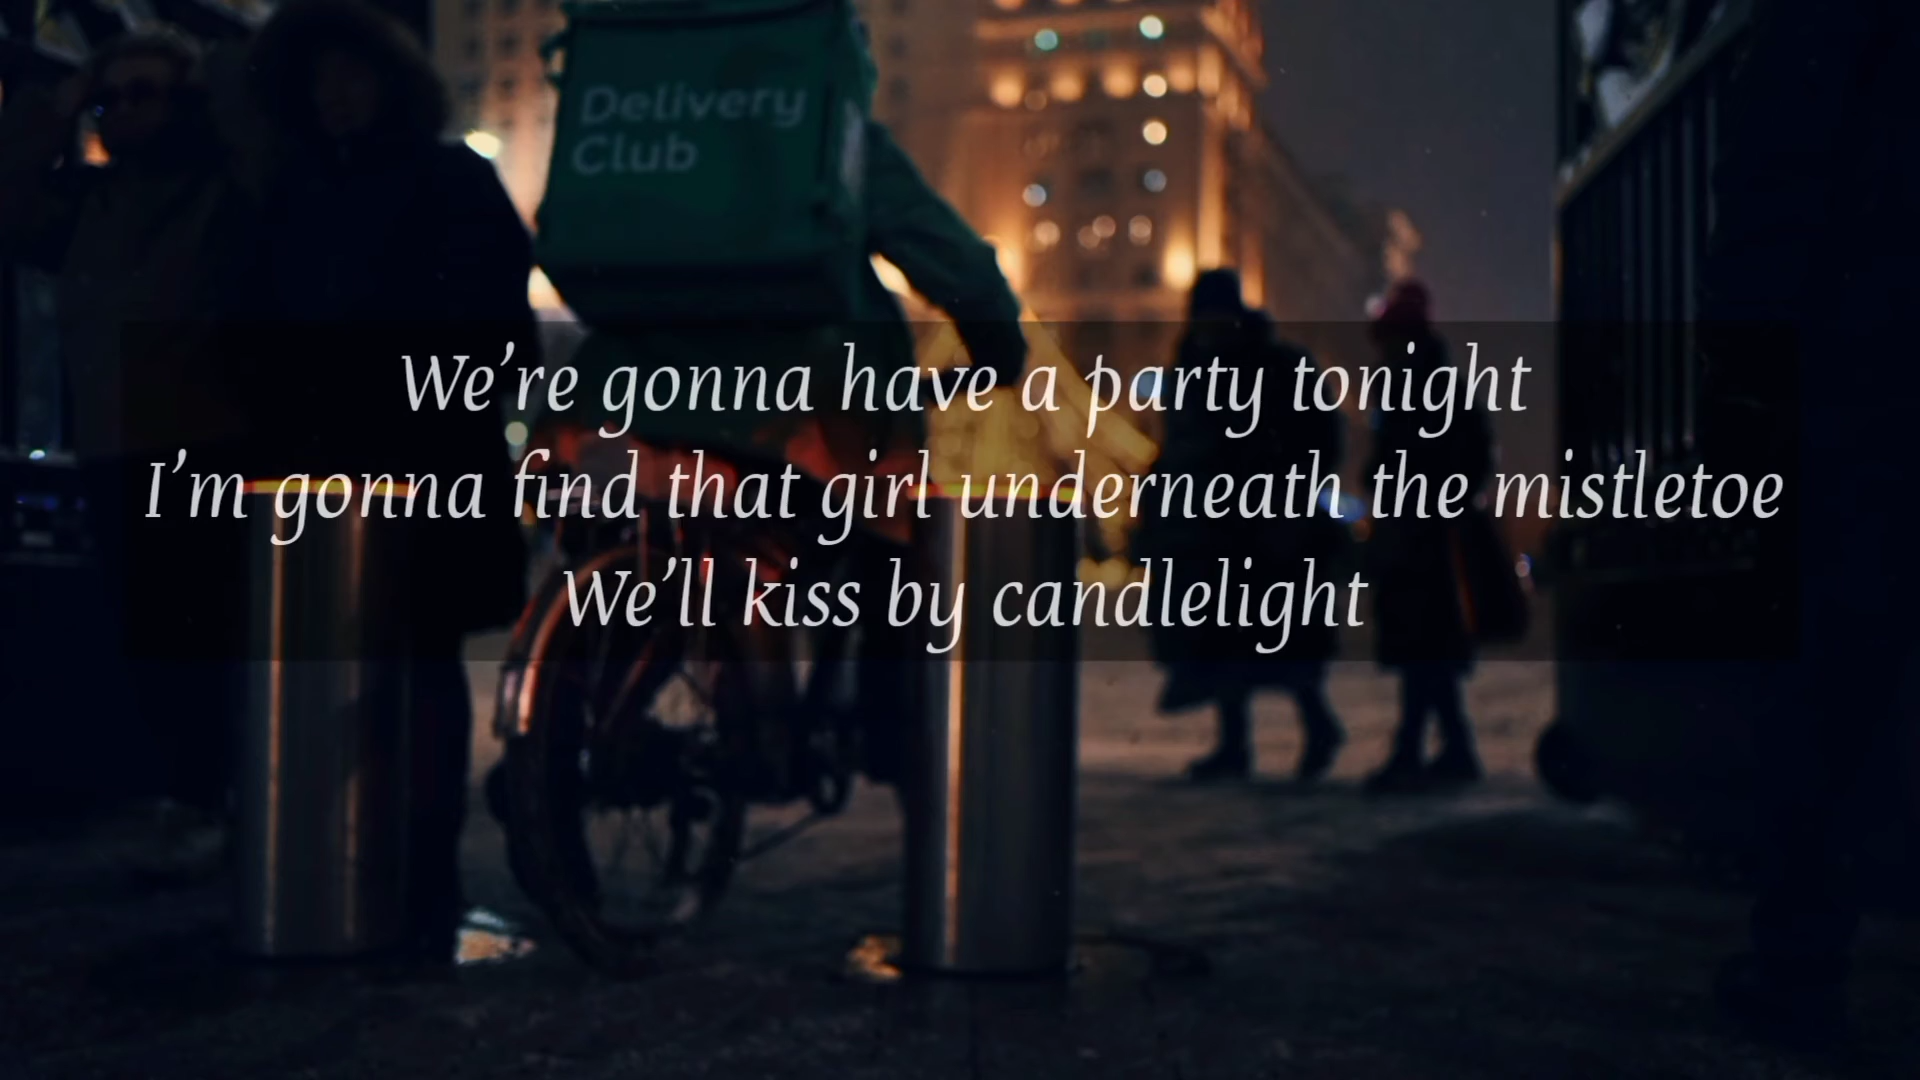 Delivery
Club
We’re gonna have a party tonight
I’m gonna find that girl underneath the mistletoe
We’ll kiss by candlelight